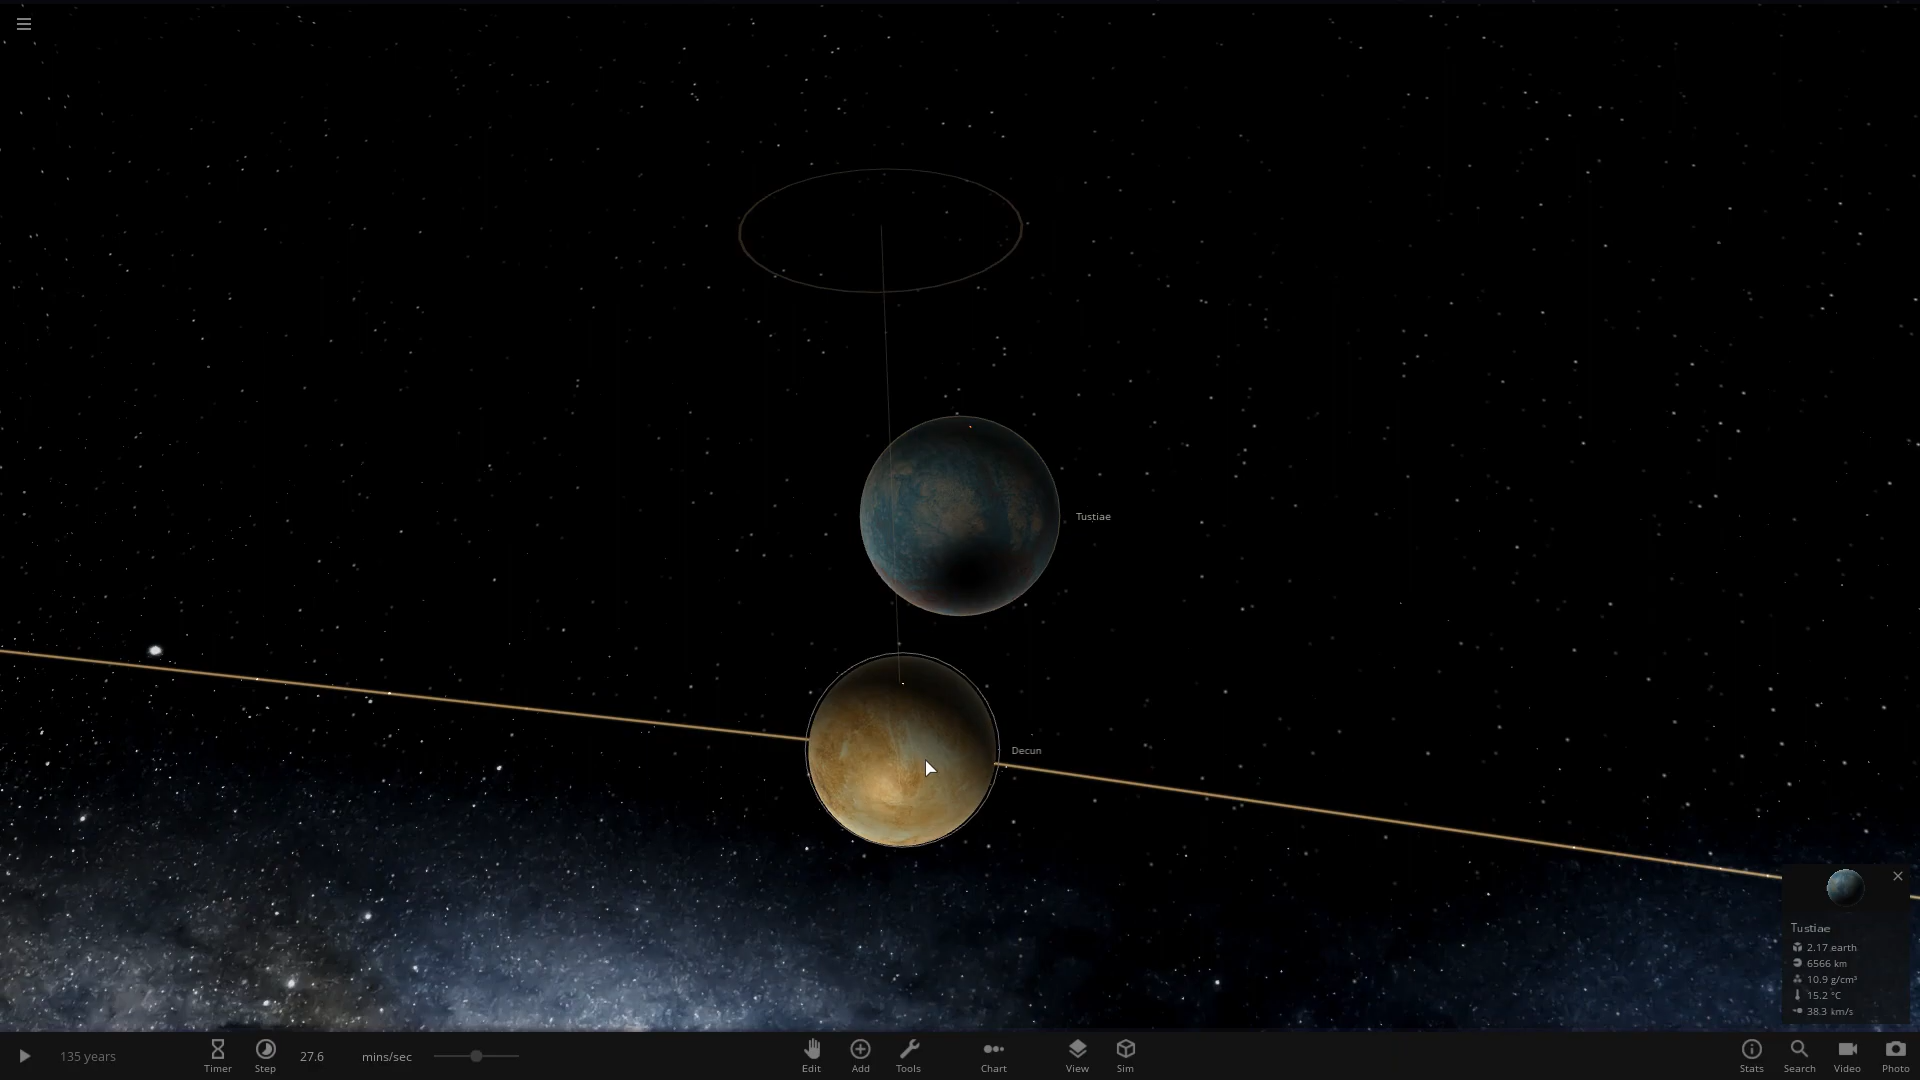 Tustiae
Decun
Tustiae
2.17 earth
6566 km
10.9 g/cm³
15.2 °C
38.3 km/s
135 years
Timer
Step
27.6
mins/sec
Edit
Add
Tools
Chart
View
Sim
Stats
Search
Video
Photo